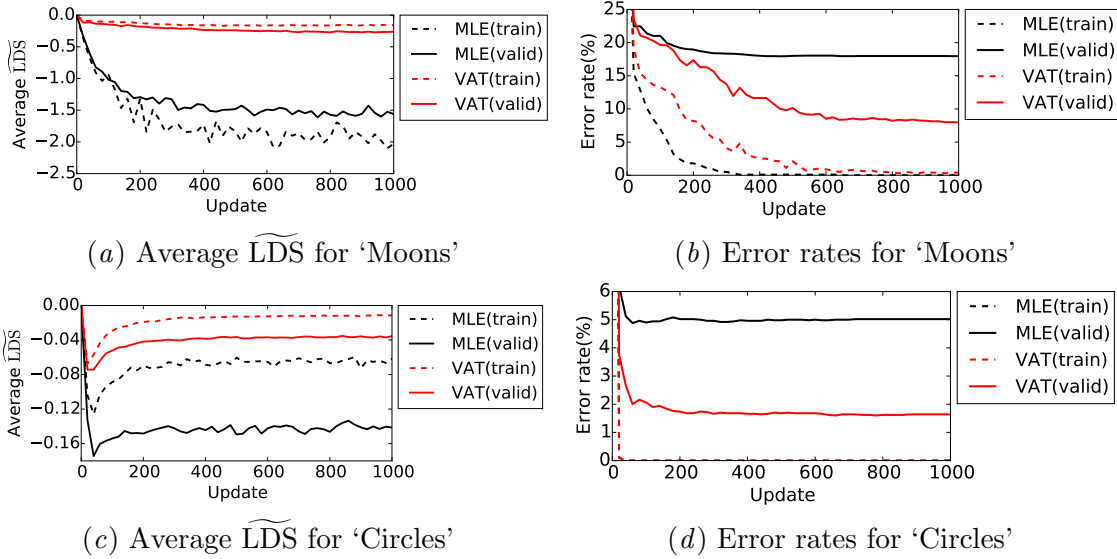 0.0
−0.5
−1.0
−1.5
−2.0
−2.5
0 200 400 600 800 1000
Update
Average L͠D͠S
MLE(train)
MLE(valid)
VAT(train)
VAT(valid)
(a) Average L͠D͠S for ‘Moons’
25
20
15
10
5
0
0 200 400 600 800 1000
Update
Error rate(%)
MLE(train)
MLE(valid)
VAT(train)
VAT(valid)
(b) Error rates for ‘Moons’
0.00
−0.04
−0.08
−0.12
−0.16
0 200 400 600 800 1000
Update
Average L͠D͠S
MLE(train)
MLE(valid)
VAT(train)
VAT(valid)
(c) Average L͠D͠S for ‘Circles’
6
5
4
3
2
1
0
0 200 400 600 800 1000
Update
Error rate(%)
MLE(train)
MLE(valid)
VAT(train)
VAT(valid)
(d) Error rates for ‘Circles’